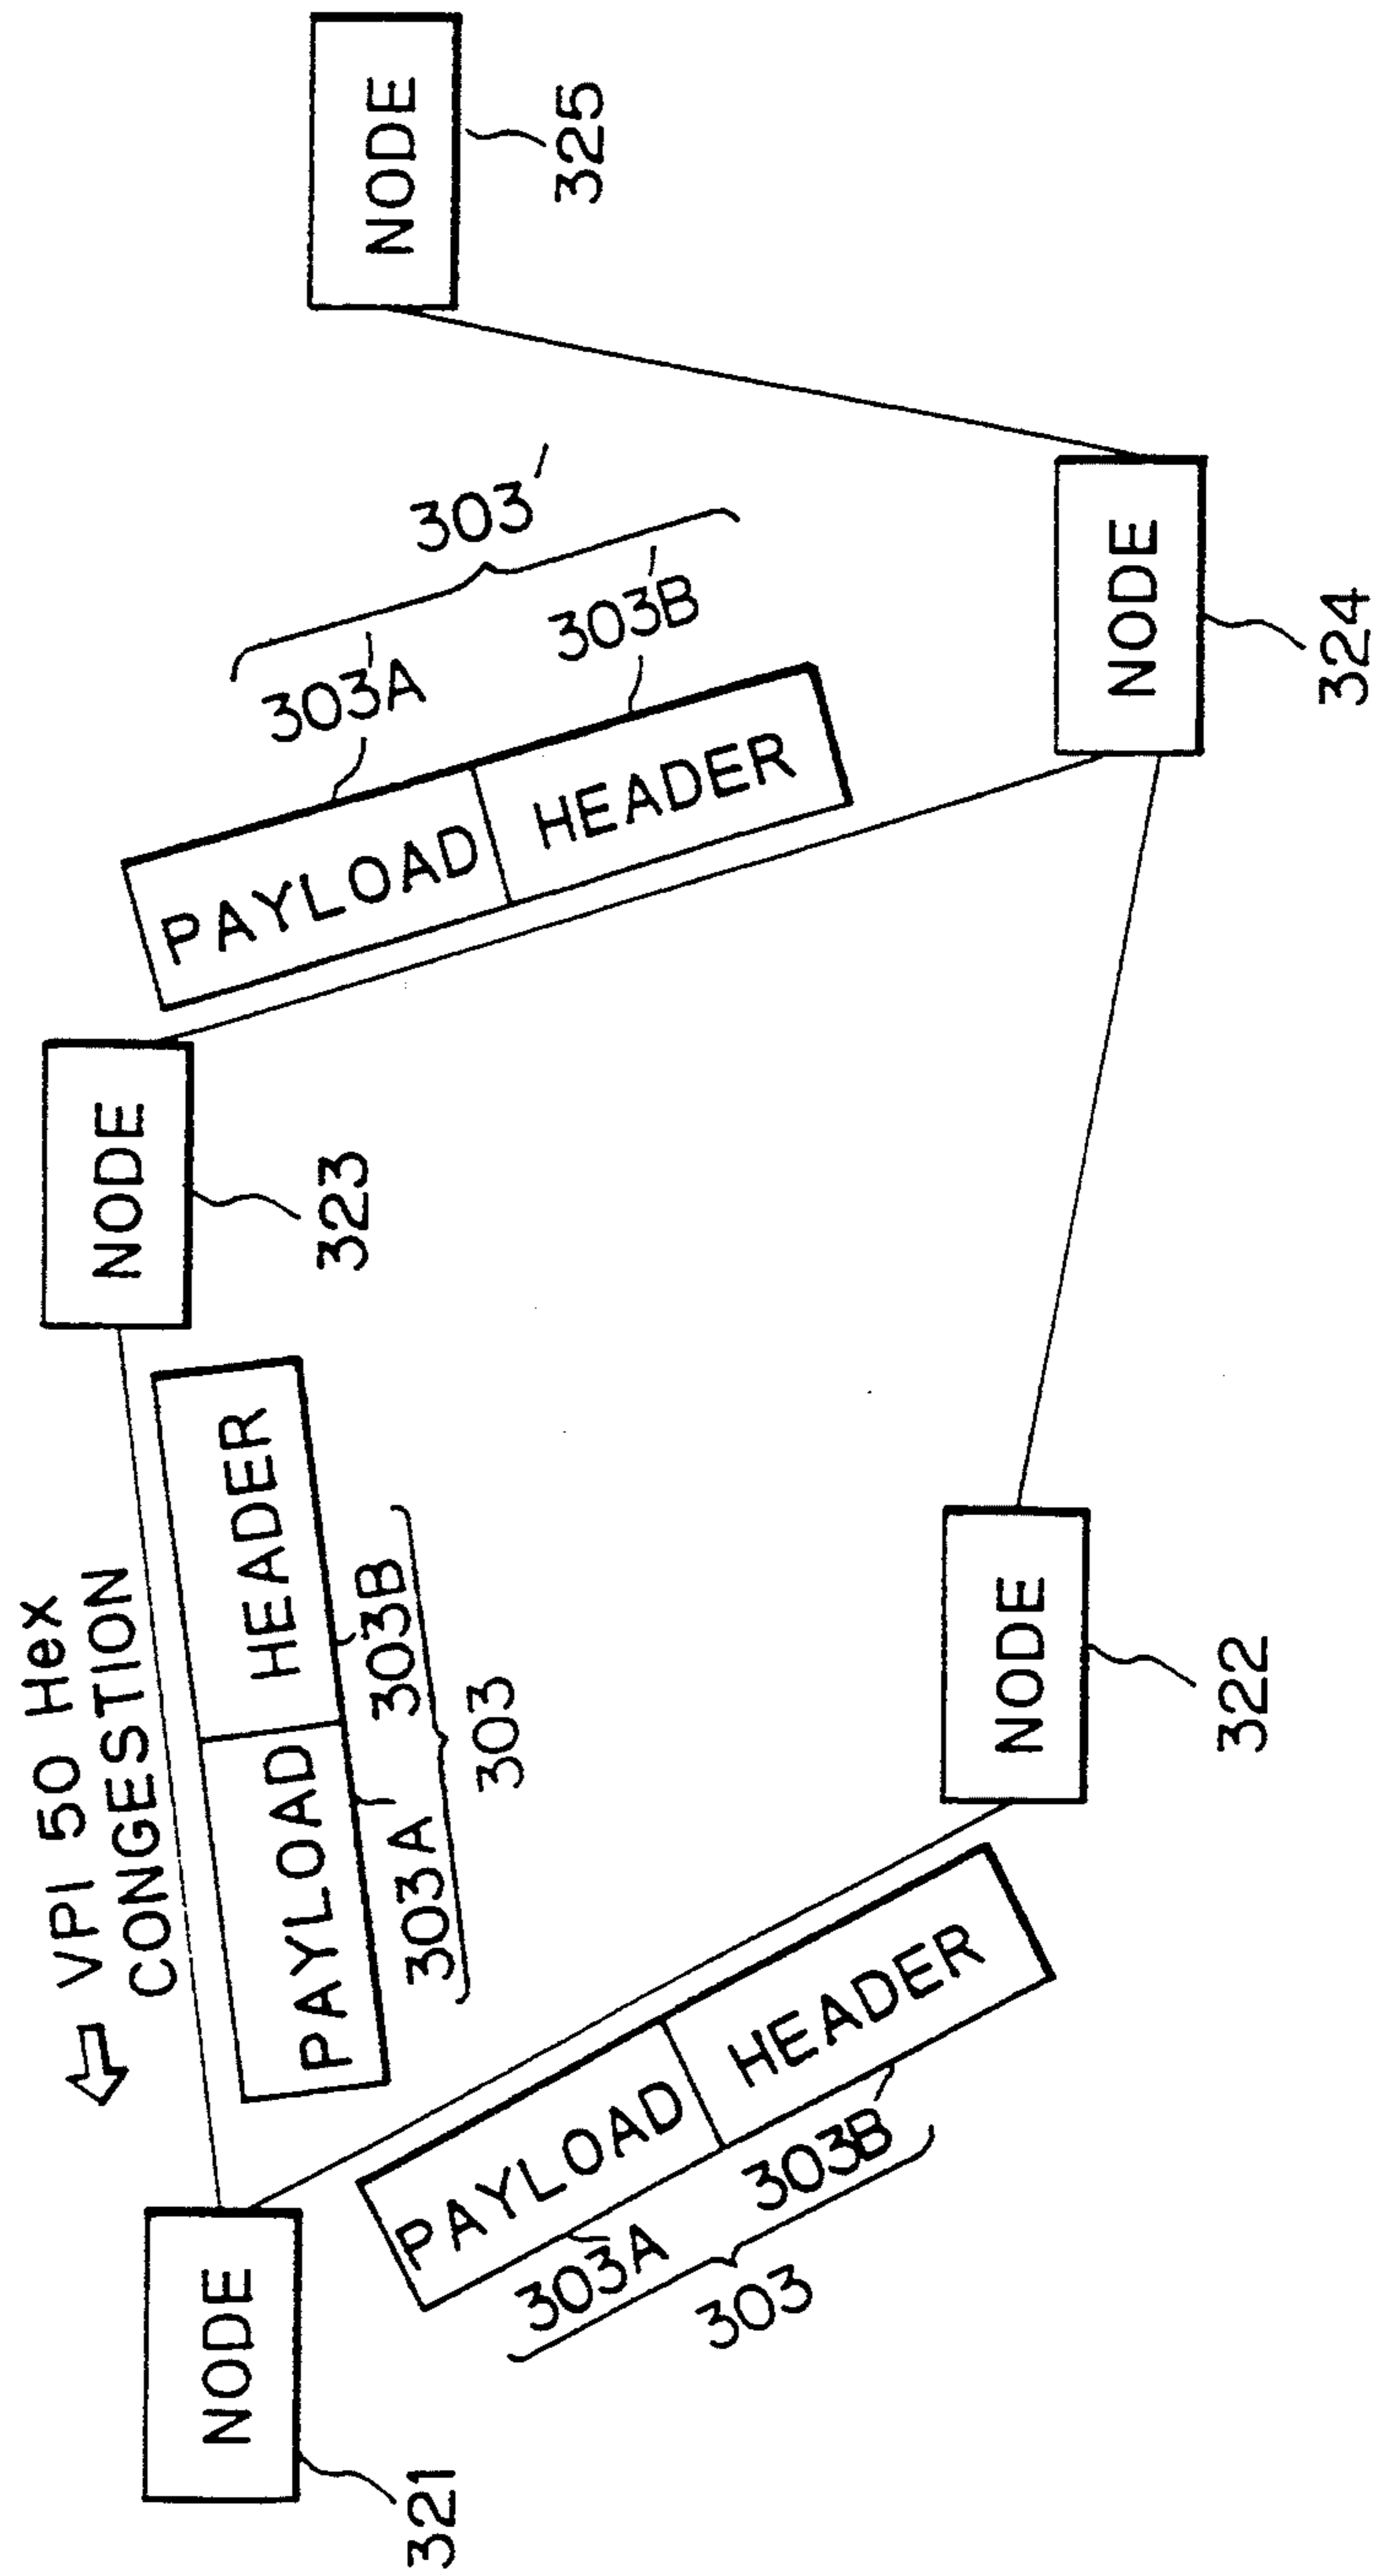 VPI 50 Hex
CONGESTION
NODE
323
PAYLOAD HEADER
303A 303B
303
NODE
321
PAYLOAD HEADER
303A 303B
303
PAYLOAD HEADER
303A' 303B'
303'
NODE
325
NODE
322
NODE
324